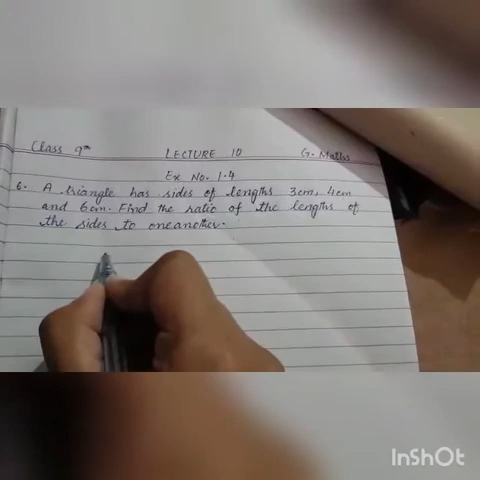 Class 9th LECTURE 10 G. Maths
Ex No. 1.4
6. A triangle has sides of lengths 3cm, 4cm
and 6cm. Find the ratio of the lengths of
the sides to oneanother.
InShOt